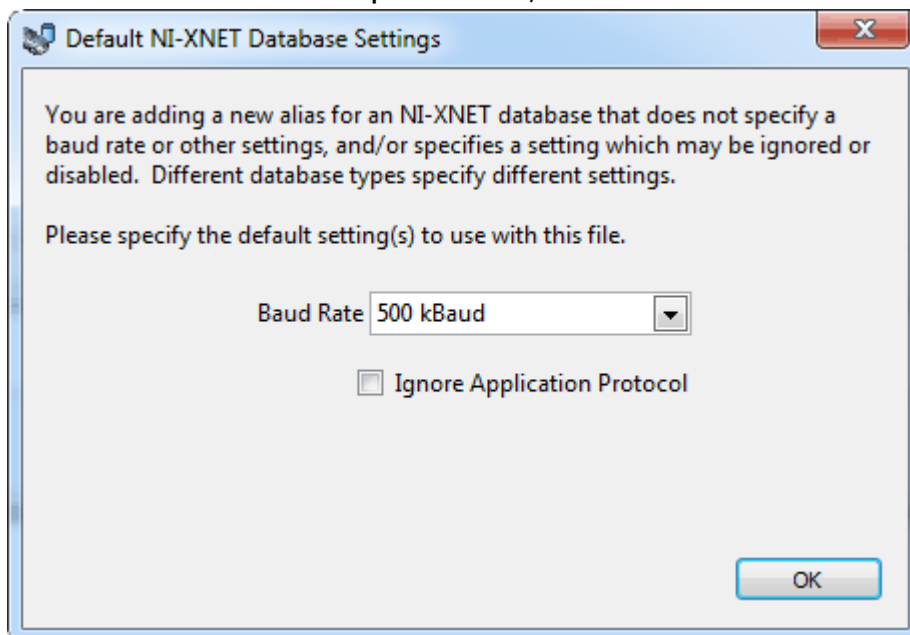 Default NI-XNET Database Settings
You are adding a new alias for an NI-XNET database that does not specify a
baud rate or other settings, and/or specifies a setting which may be ignored or
disabled. Different database types specify different settings.
Please specify the default setting(s) to use with this file.
Baud Rate 500 kBaud
Ignore Application Protocol
OK